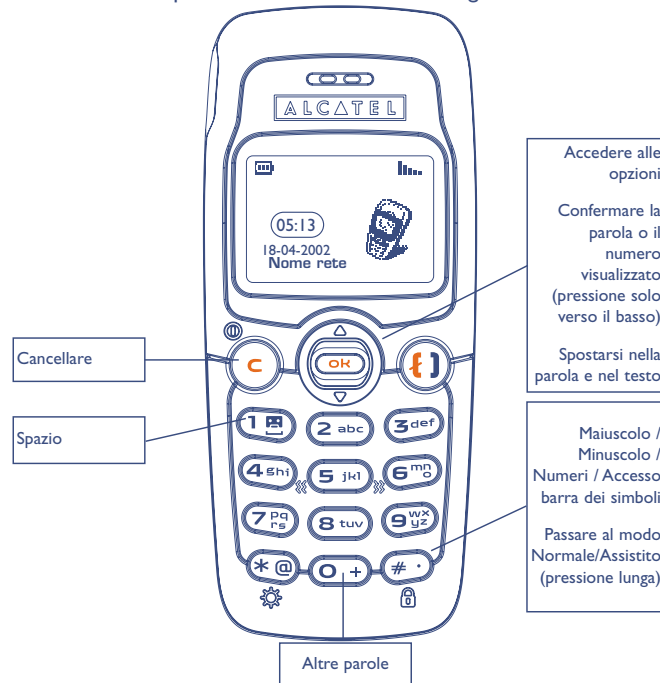 ALCATEL
05:13
18-04-2002
Nome rete
Accedere alle
opzioni
Confermare la
parola o il
numero
visualizzato
(pressione solo
verso il basso)
Spostarsi nella
parola e nel testo
Cancellare
c
ok
Spazio
1
2 abc
3 def
4 ghi
5 jkl
6 mno
7 pqrs
8 tuv
9 wxyz
* @
0 +
# ·
Maiuscolo /
Minuscolo /
Numeri / Accesso
barra dei simboli
Passare al modo
Normale/Assistito
(pressione lunga)
Altre parole